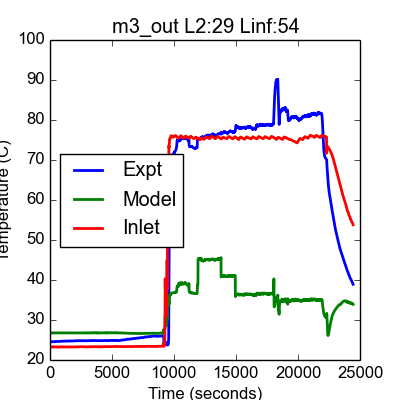 m3_out L2:29 Linf:54
100
90
80
70
60
50
40
30
20
Temperature (C)
Expt
Model
Inlet
0
5000
10000
15000
20000
25000
Time (seconds)